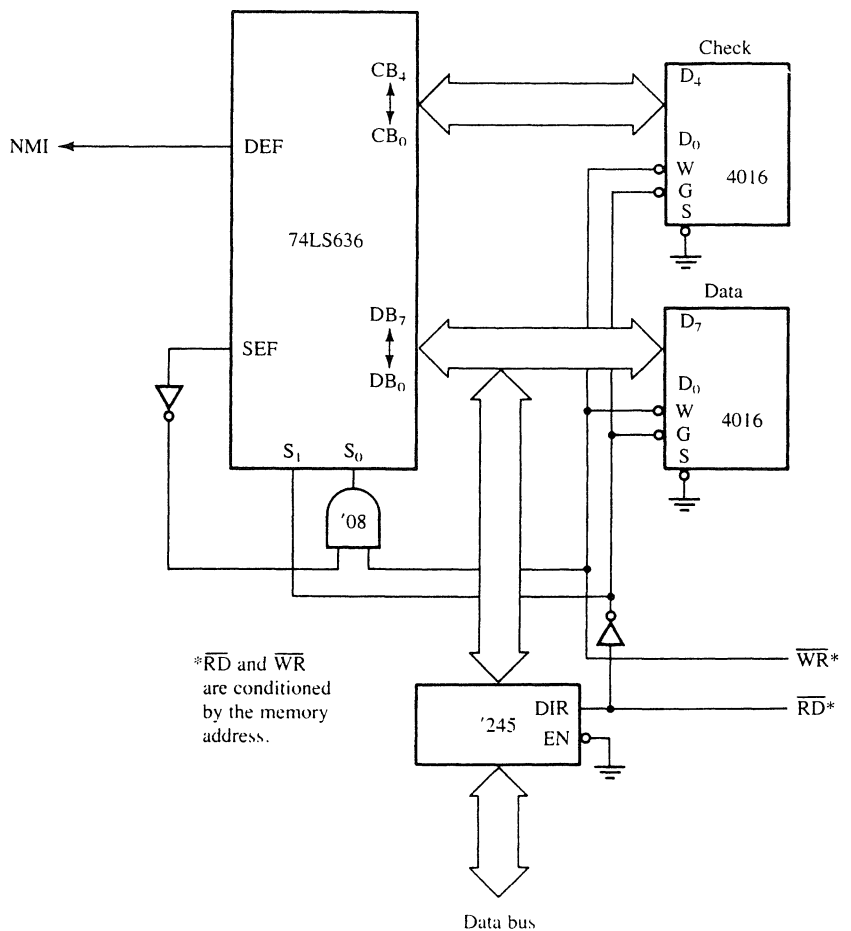 Check
CB₄
D₄
CB₀
D₀
NMI
DEF
W
4016
G
S
74LS636
Data
DB₇
D₇
SEF
DB₀
D₀
W
4016
G
S
S₁
S₀
'08
*RD and WR
are conditioned
by the memory
address.
WR*
DIR
RD*
'245
EN
Data bus